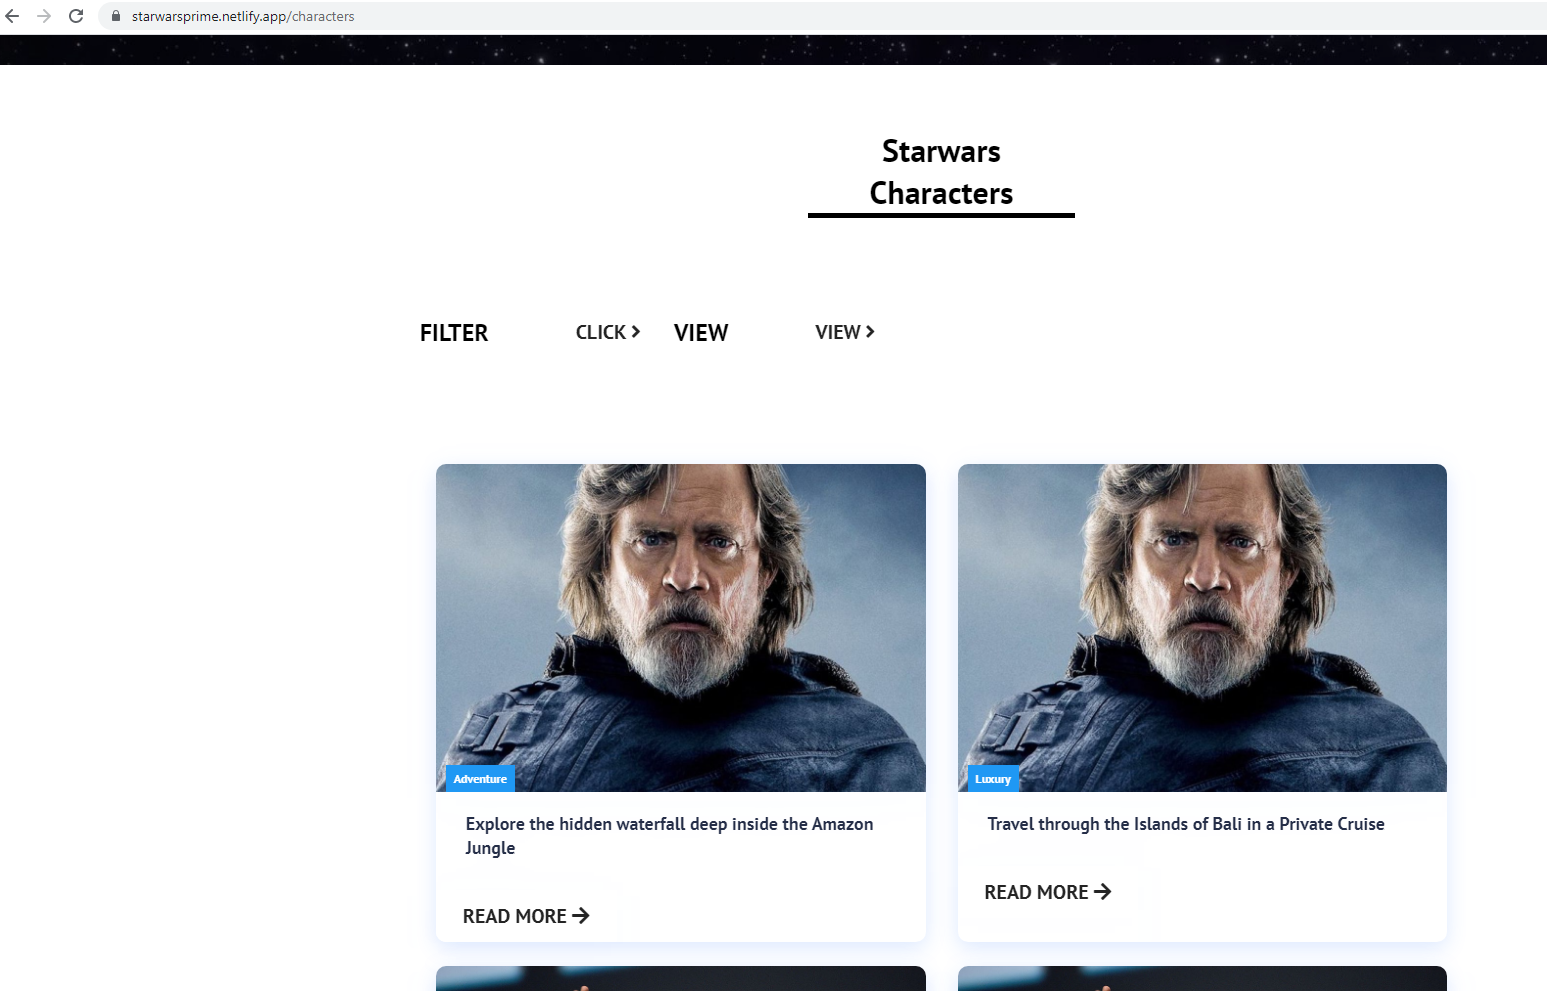 starwarsprime.netlify.app/characters
Starwars
Characters
FILTER CLICK VIEW VIEW
Adventure
Explore the hidden waterfall deep inside the Amazon
Jungle
READ MORE
Luxury
Travel through the Islands of Bali in a Private Cruise
READ MORE